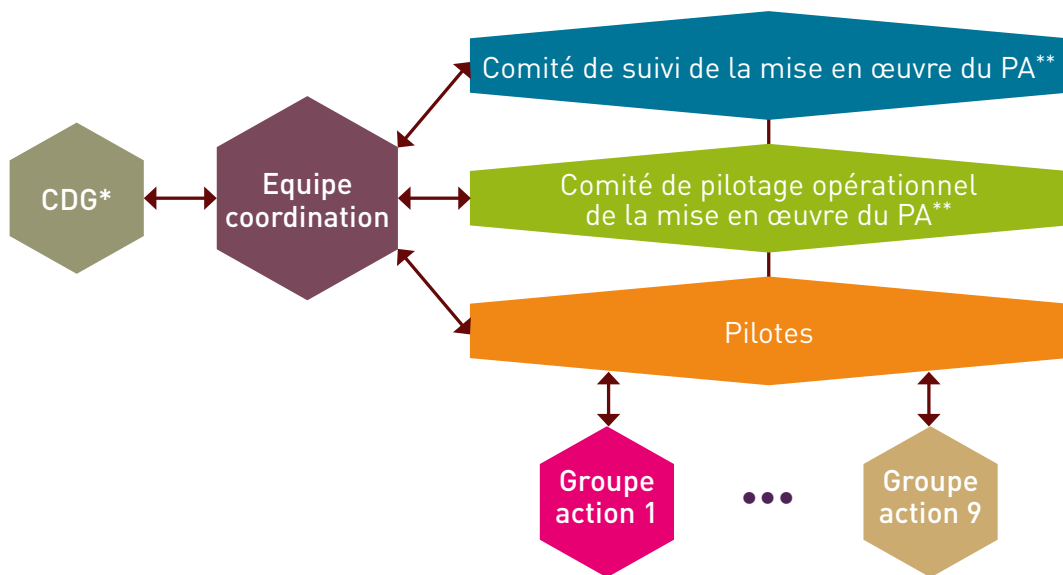 Comité de suivi de la mise en œuvre du PA**
CDG*
Equipe
coordination
Comité de pilotage opérationnel
de la mise en œuvre du PA**
Pilotes
Groupe
action 1
•••
Groupe
action 9